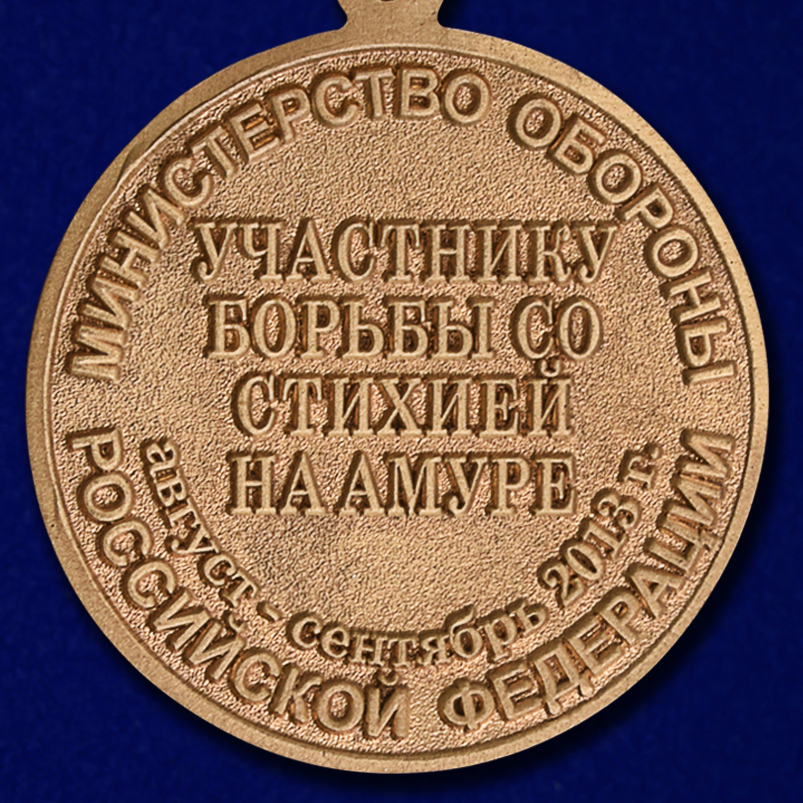 МИНИСТЕРСТВО ОБОРОНЫ
УЧАСТНИКУ
БОРЬБЫ СО
СТИХИЕЙ
НА АМУРЕ
август - сентябрь 2013 г.
РОССИЙСКОЙ ФЕДЕРАЦИИ